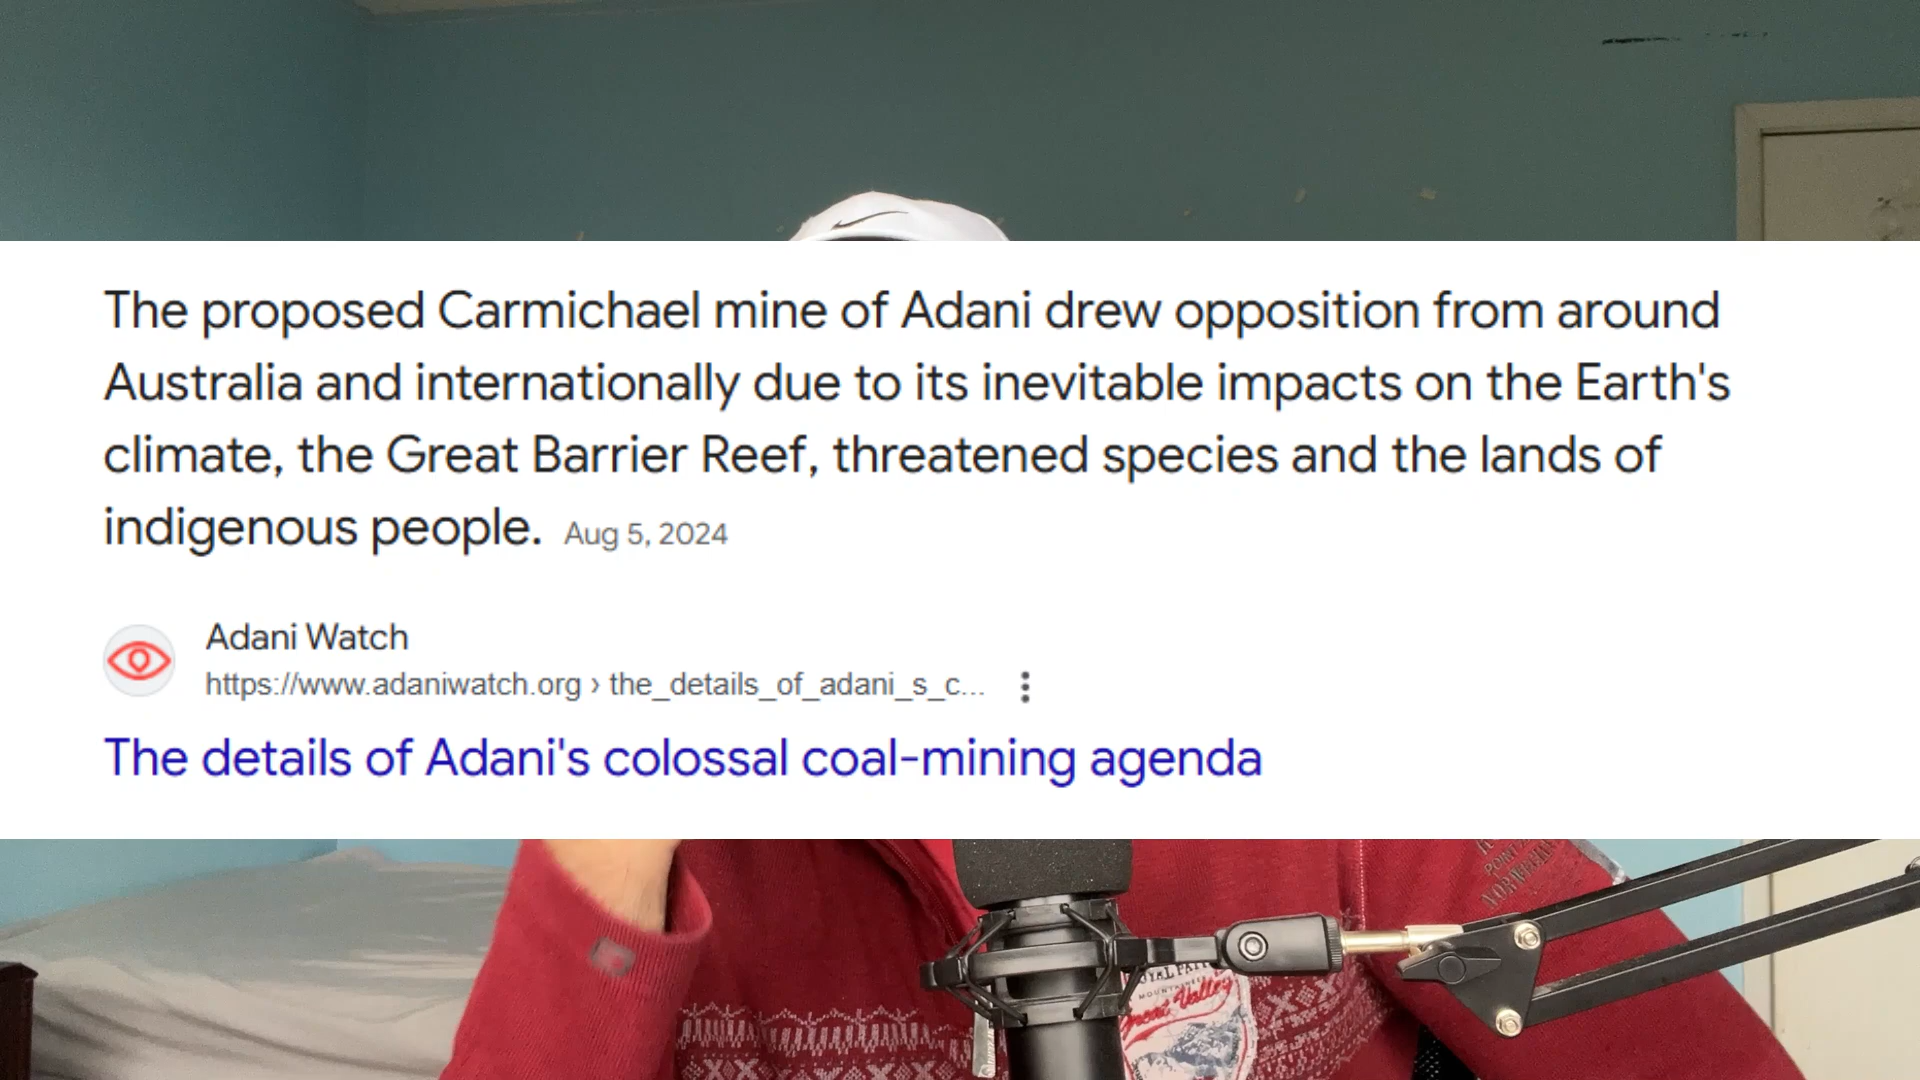 The proposed Carmichael mine of Adani drew opposition from around
Australia and internationally due to its inevitable impacts on the Earth's
climate, the Great Barrier Reef, threatened species and the lands of
indigenous people. Aug 5, 2024
Adani Watch
https://www.adaniwatch.org › the_details_of_adani_s_c...
The details of Adani's colossal coal-mining agenda
MOUNTAIN
Valley